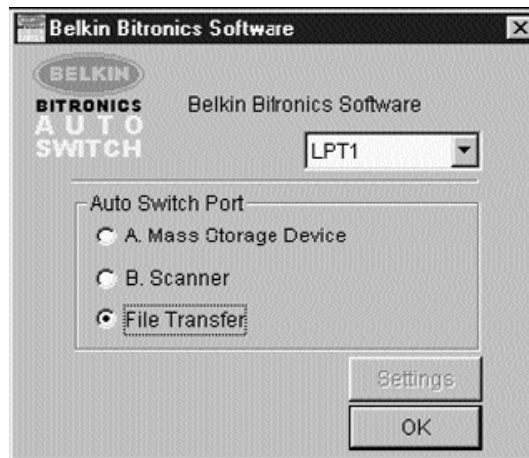 Belkin Bitronics Software
BELKIN
BITRONICS
AUTO
SWITCH
Belkin Bitronics Software
LPT1
Auto Switch Port
A. Mass Storage Device
B. Scanner
File Transfer
Settings
OK